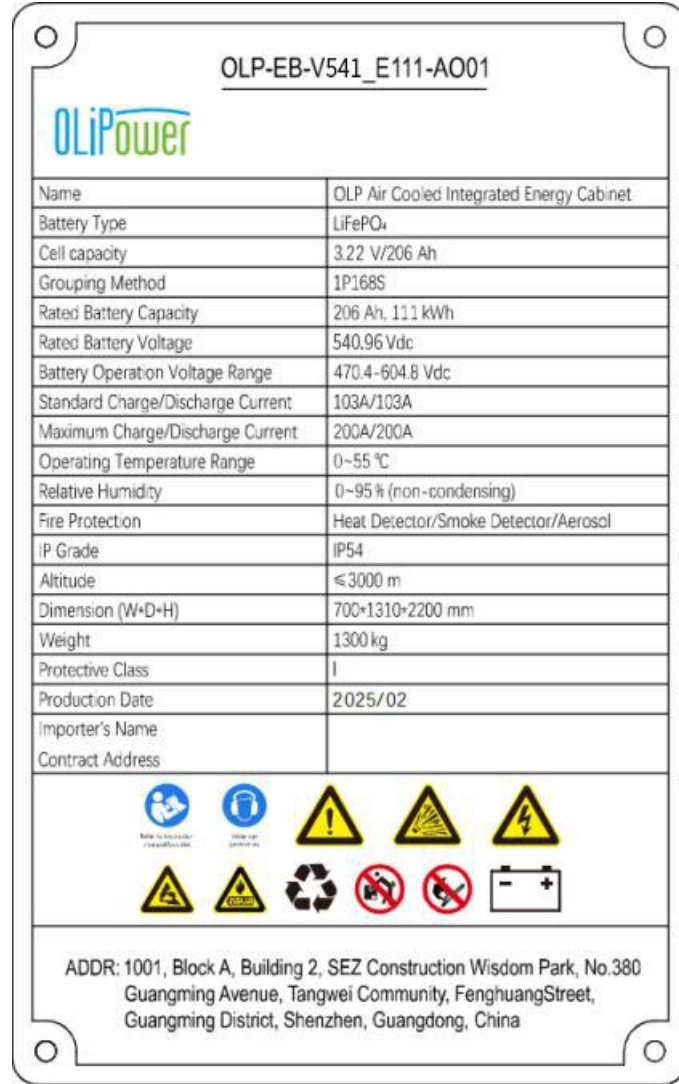 OLP-EB-V541_E111-AO01
OLiPower
Name OLP Air Cooled Integrated Energy Cabinet
Battery Type LiFePO₄
Cell capacity 3.22 V/206 Ah
Grouping Method 1P168S
Rated Battery Capacity 206 Ah, 111 kWh
Rated Battery Voltage 540.96 Vdc
Battery Operation Voltage Range 470.4-604.8 Vdc
Standard Charge/Discharge Current 103A/103A
Maximum Charge/Discharge Current 200A/200A
Operating Temperature Range 0~55 ℃
Relative Humidity 0~95 % (non-condensing)
Fire Protection Heat Detector/Smoke Detector/Aerosol
IP Grade IP54
Altitude ≤3000 m
Dimension (W*D*H) 700*1310*2200 mm
Weight 1300 kg
Protective Class I
Production Date 2025/02
Importer's Name
Contract Address
ADDR: 1001, Block A, Building 2, SEZ Construction Wisdom Park, No.380
Guangming Avenue, Tangwei Community, FenghuangStreet,
Guangming District, Shenzhen, Guangdong, China